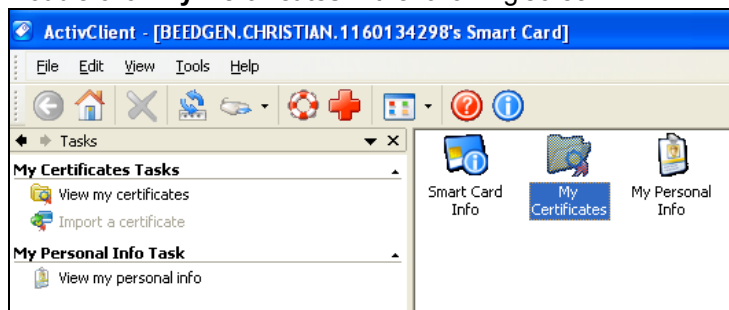 ActivClient - [BEEDGEN.CHRISTIAN.1160134298's Smart Card]
File Edit View Tools Help
Tasks
My Certificates Tasks
View my certificates
Import a certificate
My Personal Info Task
View my personal info
Smart Card
Info
My
Certificates
My Personal
Info